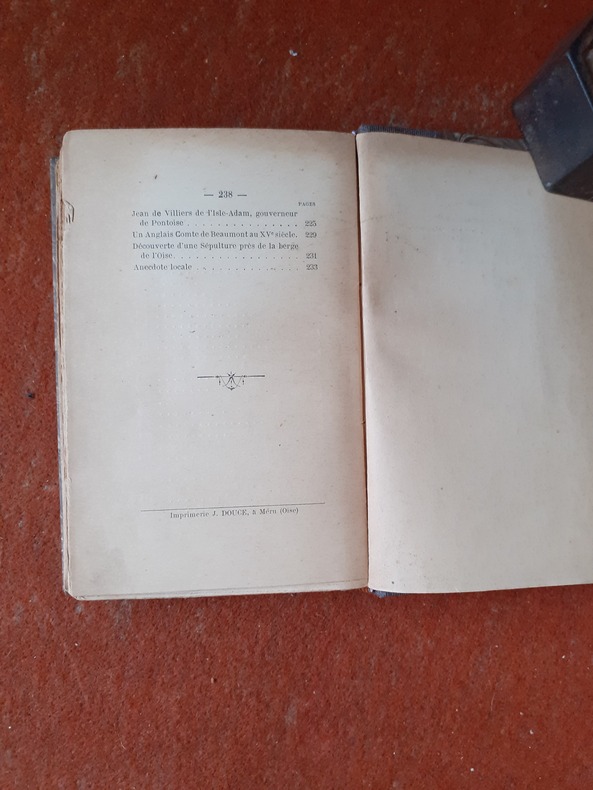 — 238 —
PAGES
Jean de Villiers de l'Isle-Adam, gouverneur
de Pontoise . . . . . . . . . . . . . . . 225
Un Anglais Comte de Beaumont au XVe siècle. 229
Découverte d'une Sépulture près de la berge
de l'Oise. . . . . . . . . . . . . . . . . 231
Anecdote locale . . . . . . . . . . . . . . 233
Imprimerie J. DOUCE, à Méru (Oise)